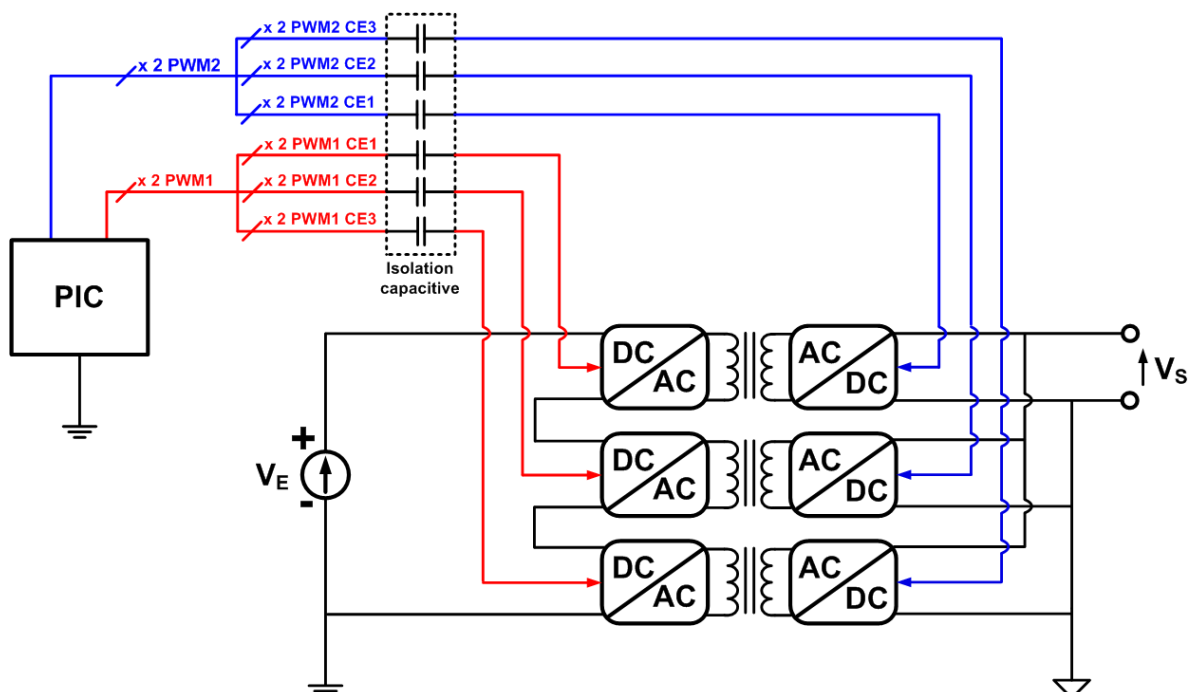 x 2 PWM2 CE3
x 2 PWM2
x 2 PWM2 CE2
x 2 PWM2 CE1
x 2 PWM1 CE1
x 2 PWM1
x 2 PWM1 CE2
x 2 PWM1 CE3
Isolation
capacitive
PIC
DC
AC
AC
DC
VS
+
VE
-
DC
AC
AC
DC
DC
AC
AC
DC